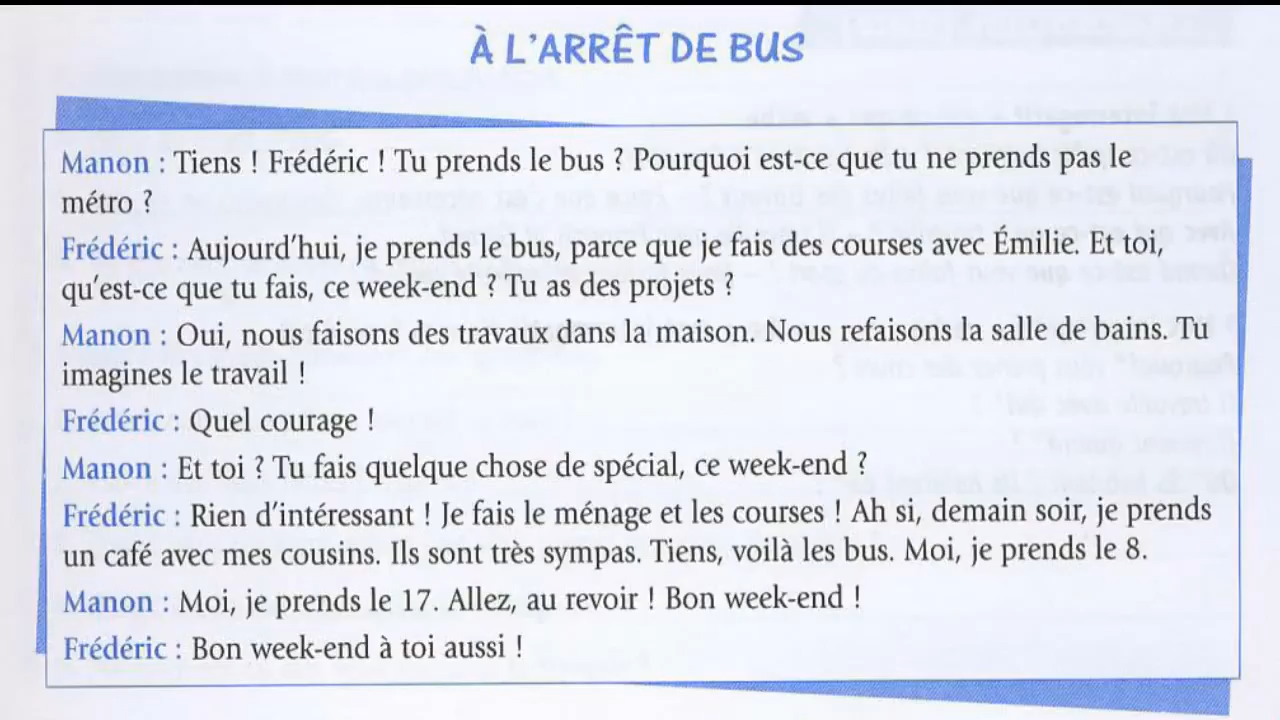 À L'ARRÊT DE BUS
Manon : Tiens ! Frédéric ! Tu prends le bus ? Pourquoi est-ce que tu ne prends pas le
métro ?
Frédéric : Aujourd'hui, je prends le bus, parce que je fais des courses avec Émilie. Et toi,
qu'est-ce que tu fais, ce week-end ? Tu as des projets ?
Manon : Oui, nous faisons des travaux dans la maison. Nous refaisons la salle de bains. Tu
imagines le travail !
Frédéric : Quel courage !
Manon : Et toi ? Tu fais quelque chose de spécial, ce week-end ?
Frédéric : Rien d'intéressant ! Je fais le ménage et les courses ! Ah si, demain soir, je prends
un café avec mes cousins. Ils sont très sympas. Tiens, voilà les bus. Moi, je prends le 8.
Manon : Moi, je prends le 17. Allez, au revoir ! Bon week-end !
Frédéric : Bon week-end à toi aussi !